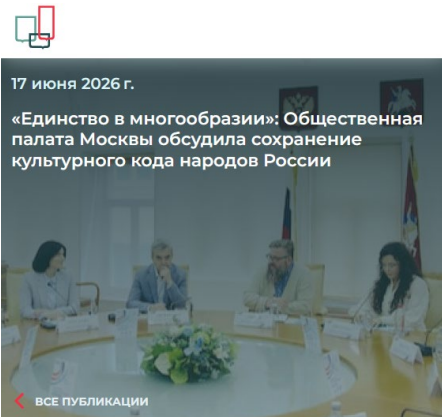 17 июня 2026 г.
«Единство в многообразии»: Общественная
палата Москвы обсудила сохранение
культурного кода народов России
ВСЕ ПУБЛИКАЦИИ